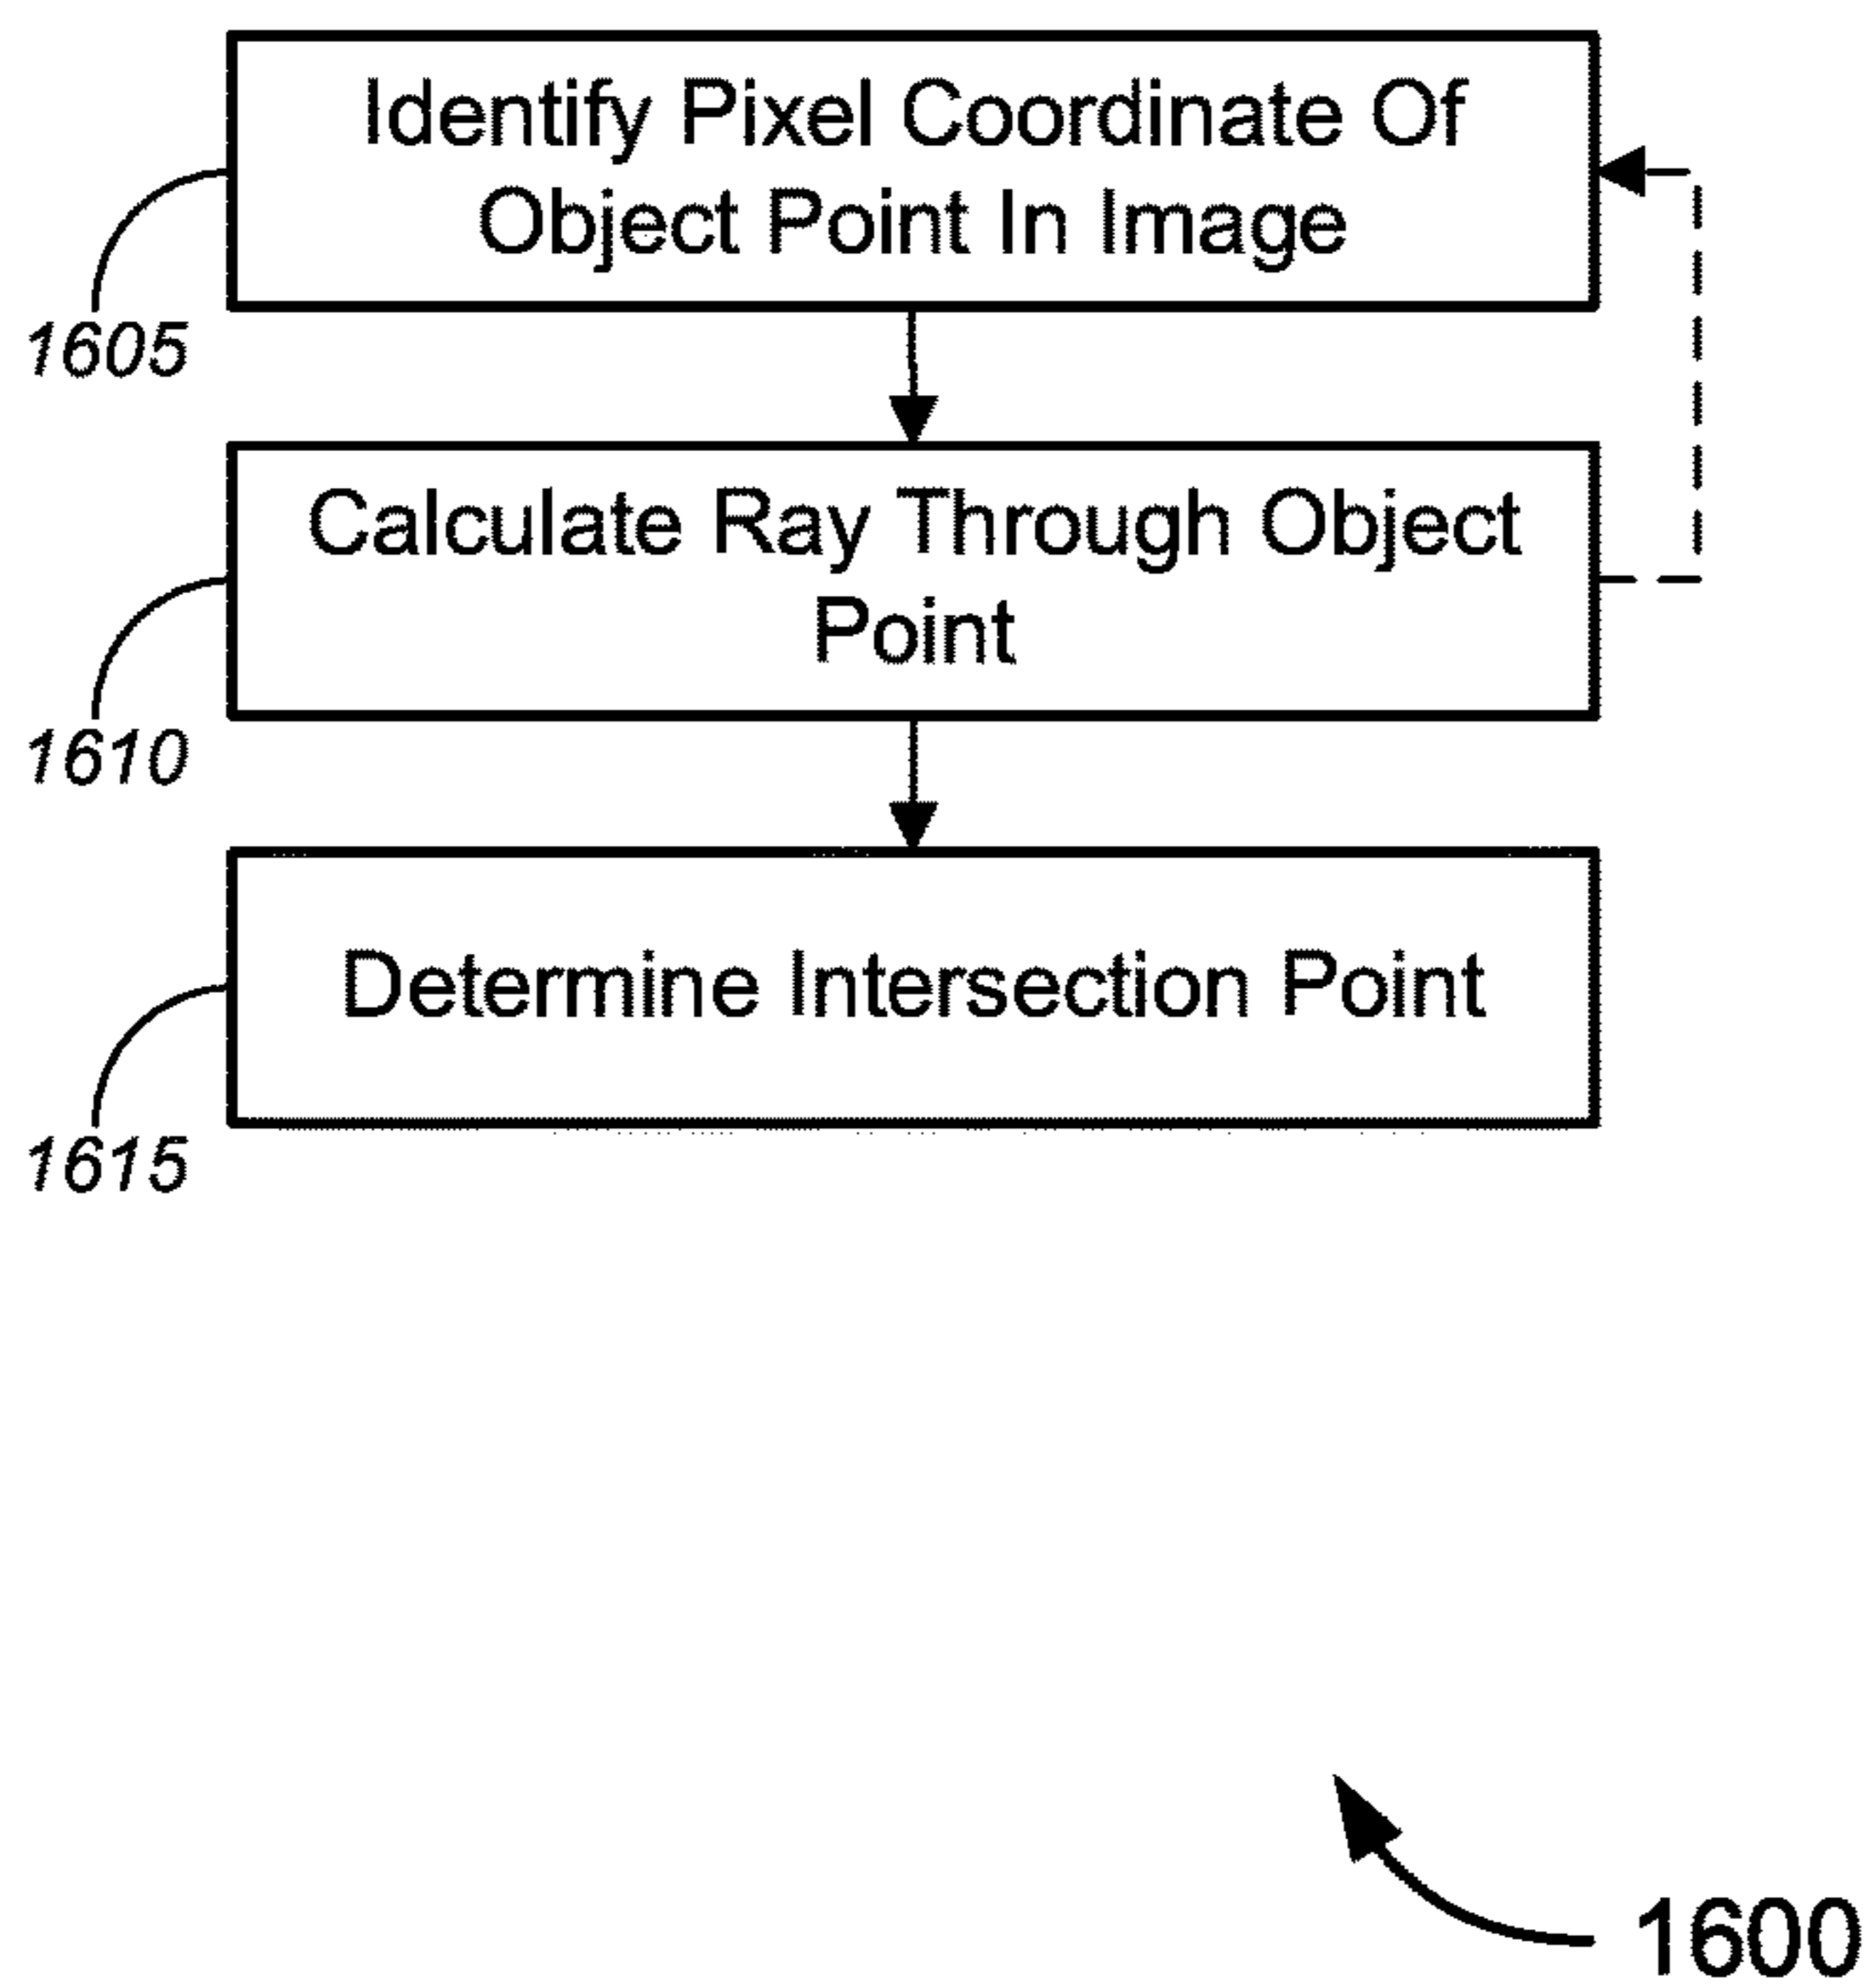 Identify Pixel Coordinate Of
Object Point In Image
1605
Calculate Ray Through Object
Point
1610
Determine Intersection Point
1615
1600